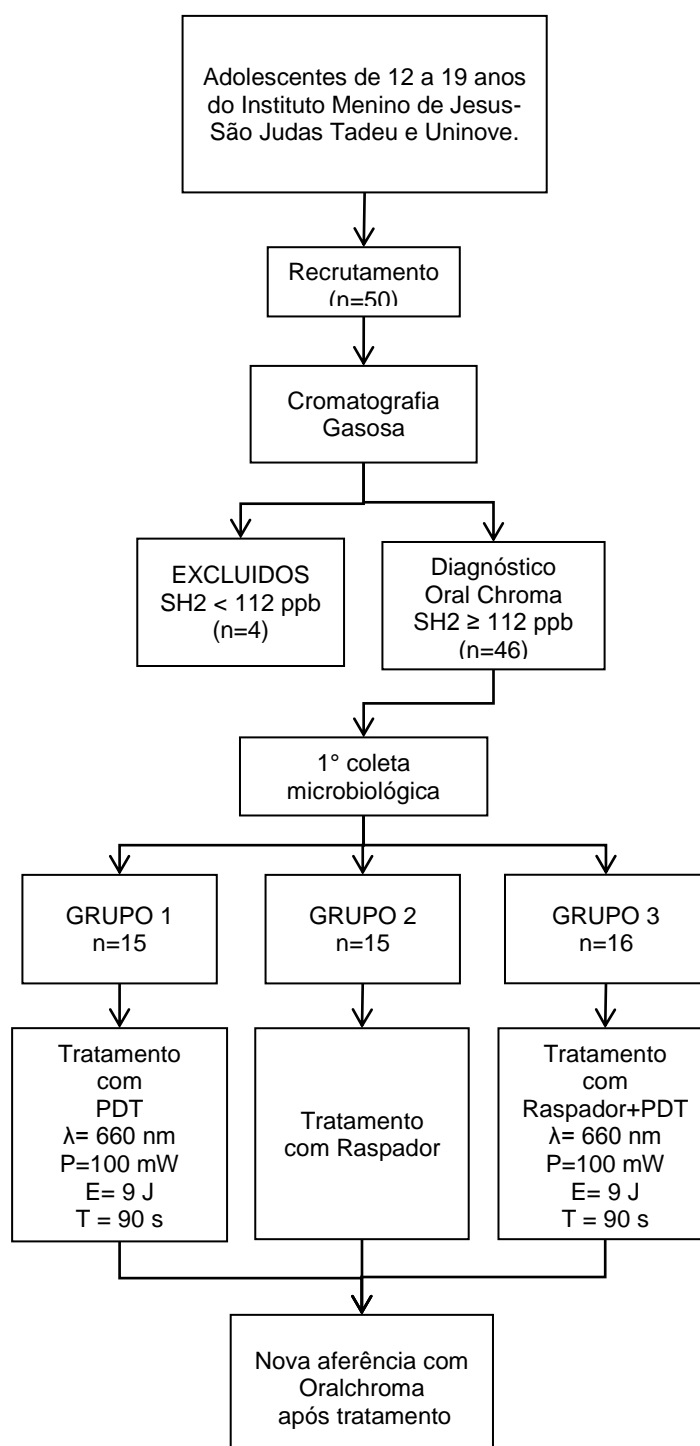 Adolescentes de 12 a 19 anos
do Instituto Menino de Jesus-
São Judas Tadeu e Uninove.
Recrutamento
(n=50)
Cromatografia
Gasosa
EXCLUIDOS
SH2 < 112 ppb
(n=4)
Diagnóstico
Oral Chroma
SH2 ≥ 112 ppb
(n=46)
1° coleta
microbiológica
GRUPO 1
n=15
GRUPO 2
n=15
GRUPO 3
n=16
Tratamento
com
PDT
λ= 660 nm
P=100 mW
E= 9 J
T = 90 s
Tratamento
com Raspador
Tratamento
com
Raspador+PDT
λ= 660 nm
P=100 mW
E= 9 J
T = 90 s
Nova aferência com
Oralchroma
após tratamento